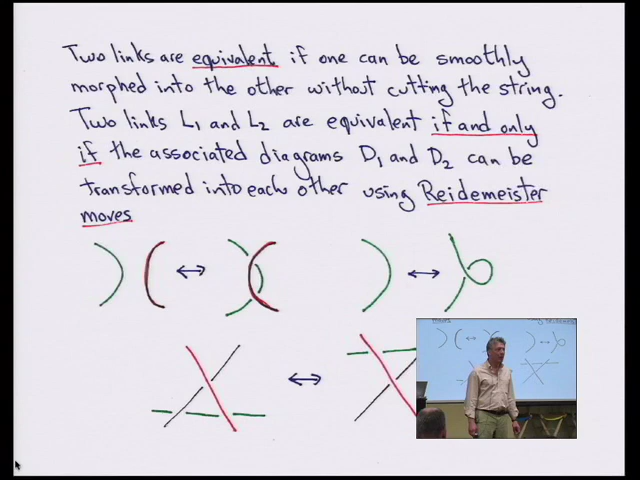 Two links are equivalent if one can be smoothly
morphed into the other without cutting the string.
Two links L₁ and L₂ are equivalent if and only
if the associated diagrams D₁ and D₂ can be
transformed into each other using Reidemeister
moves